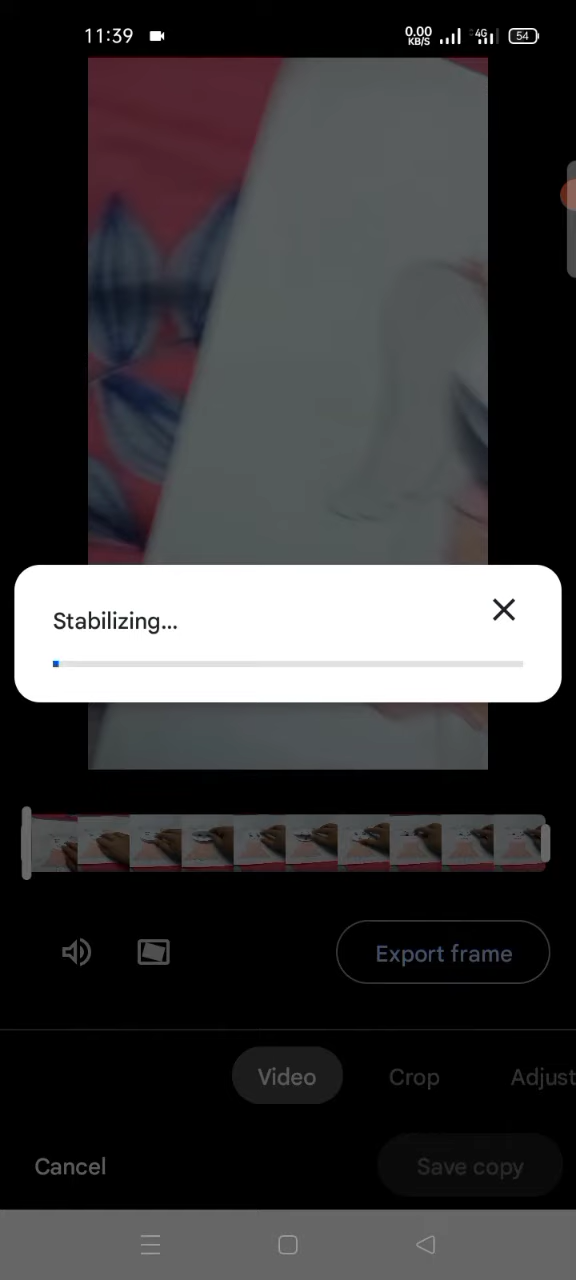 11:39 0.00 KB/S 4G 54
Stabilizing...
Export frame
Video Crop Adjust
Cancel Save copy